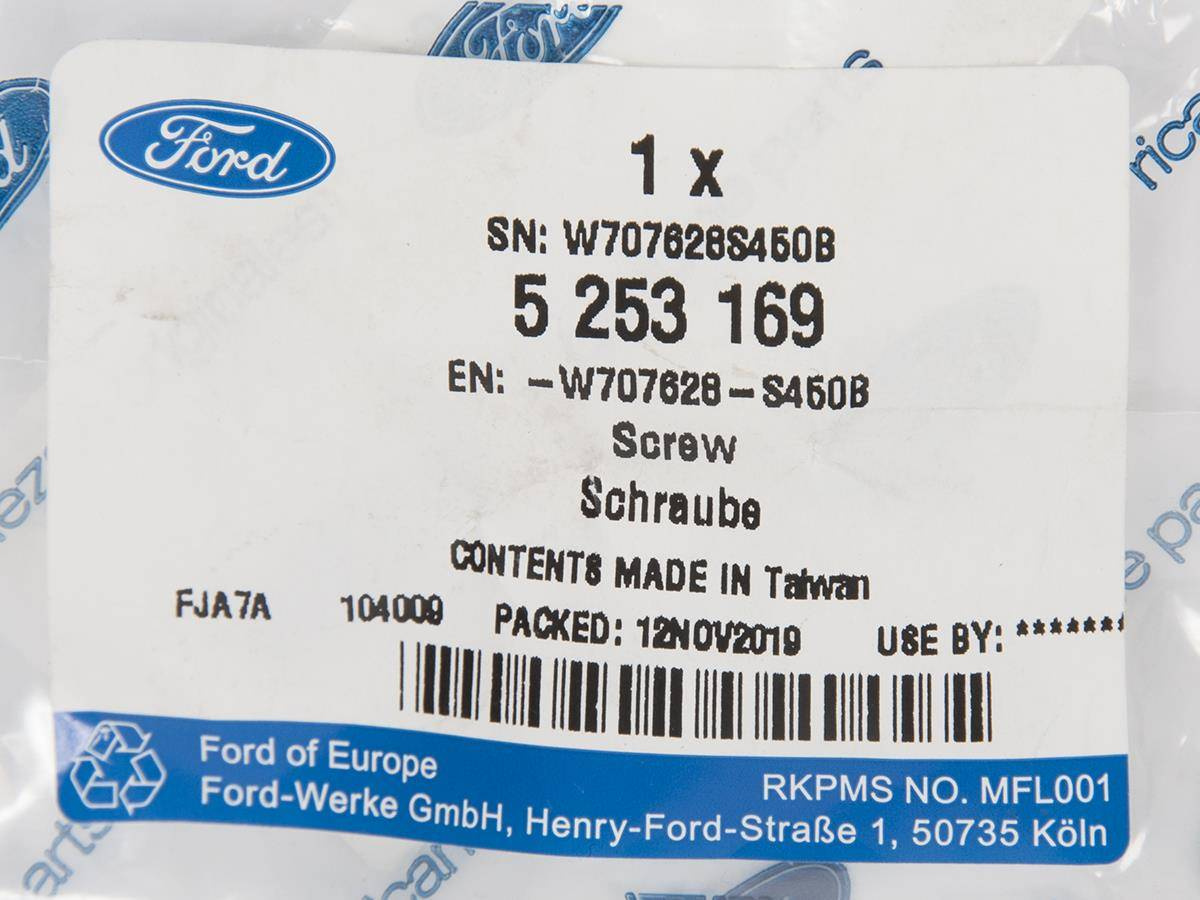 Ford
Ford
1 x
SN: W707628S450B
5 253 169
EN: -W707628-S450B
Screw
Schraube
CONTENTS MADE IN Taiwan
FJA7A 104009 PACKED: 12NOV2019 USE BY: *******
Ford of Europe
RKPMS NO. MFL001
Ford-Werke GmbH, Henry-Ford-Straße 1, 50735 Köln